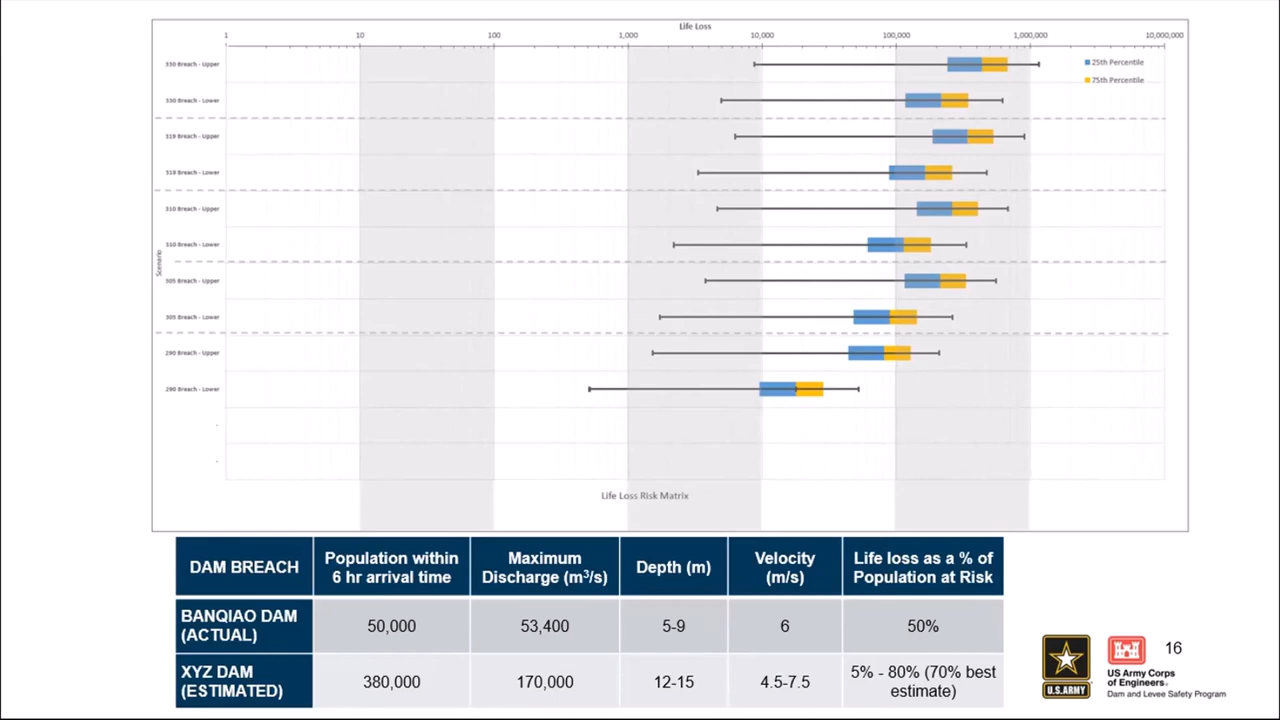 Life Loss
1 10 100 1,000 10,000 100,000 1,000,000 10,000,000
330 Breach - Upper
25th Percentile
75th Percentile
330 Breach - Lower
319 Breach - Upper
319 Breach - Lower
310 Breach - Upper
310 Breach - Lower
Scenario
305 Breach - Upper
305 Breach - Lower
290 Breach - Upper
290 Breach - Lower
Life Loss Risk Matrix
DAM BREACH
Population within
6 hr arrival time
Maximum
Discharge (m³/s)
Depth (m)
Velocity
(m/s)
Life loss as a % of
Population at Risk
BANQIAO DAM
(ACTUAL)
50,000
53,400
5-9
6
50%
XYZ DAM
(ESTIMATED)
380,000
170,000
12-15
4.5-7.5
5% - 80% (70% best
estimate)
U.S.ARMY
US Army Corps
of Engineers®
Dam and Levee Safety Program
16